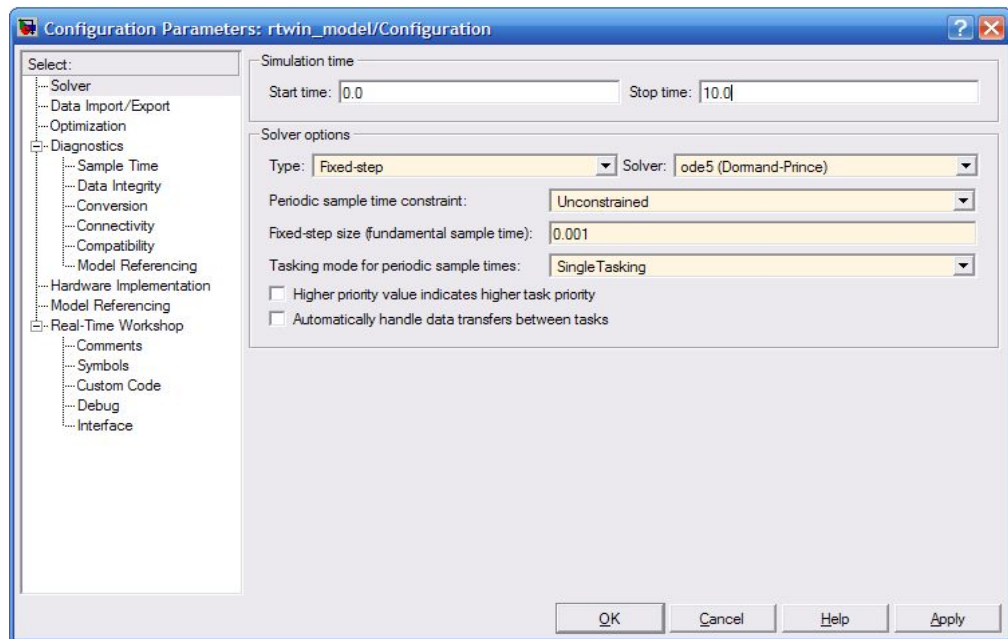 Configuration Parameters: rtwin_model/Configuration
Select:
Solver
Data Import/Export
Optimization
Diagnostics
Sample Time
Data Integrity
Conversion
Connectivity
Compatibility
Model Referencing
Hardware Implementation
Model Referencing
Real-Time Workshop
Comments
Symbols
Custom Code
Debug
Interface
Simulation time
Start time: 0.0 Stop time: 10.0
Solver options
Type: Fixed-step Solver: ode5 (Dormand-Prince)
Periodic sample time constraint: Unconstrained
Fixed-step size (fundamental sample time): 0.001
Tasking mode for periodic sample times: SingleTasking
Higher priority value indicates higher task priority
Automatically handle data transfers between tasks
OK Cancel Help Apply